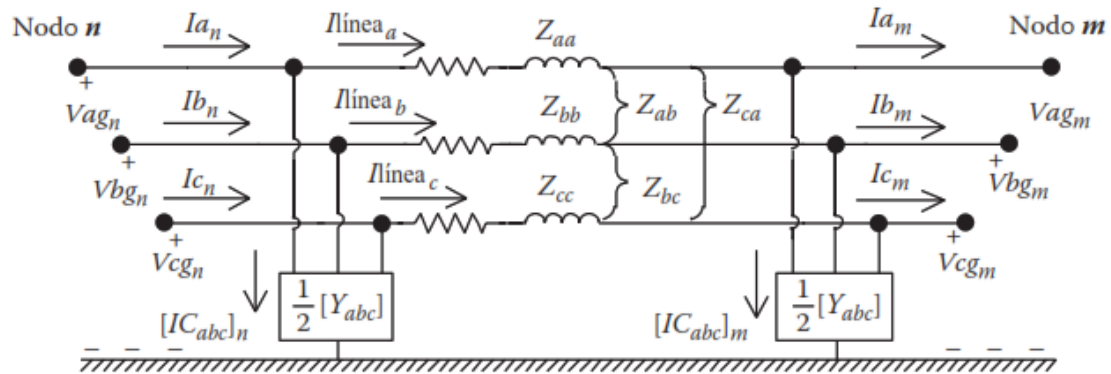 Nodo n
Ia_n
Ilínea_a
Z_aa
Ia_m
Nodo m
+
Vag_n
Ib_n
Ilínea_b
Z_bb
Z_ab
Z_ca
Ib_m
+
Vag_m
+
Vbg_n
Ic_n
Ilínea_c
Z_cc
Z_bc
Ic_m
+
Vbg_m
+
Vcg_n
+
Vcg_m
[IC_abc]_n
1/2 [Y_abc]
[IC_abc]_m
1/2 [Y_abc]
− − −
− − −